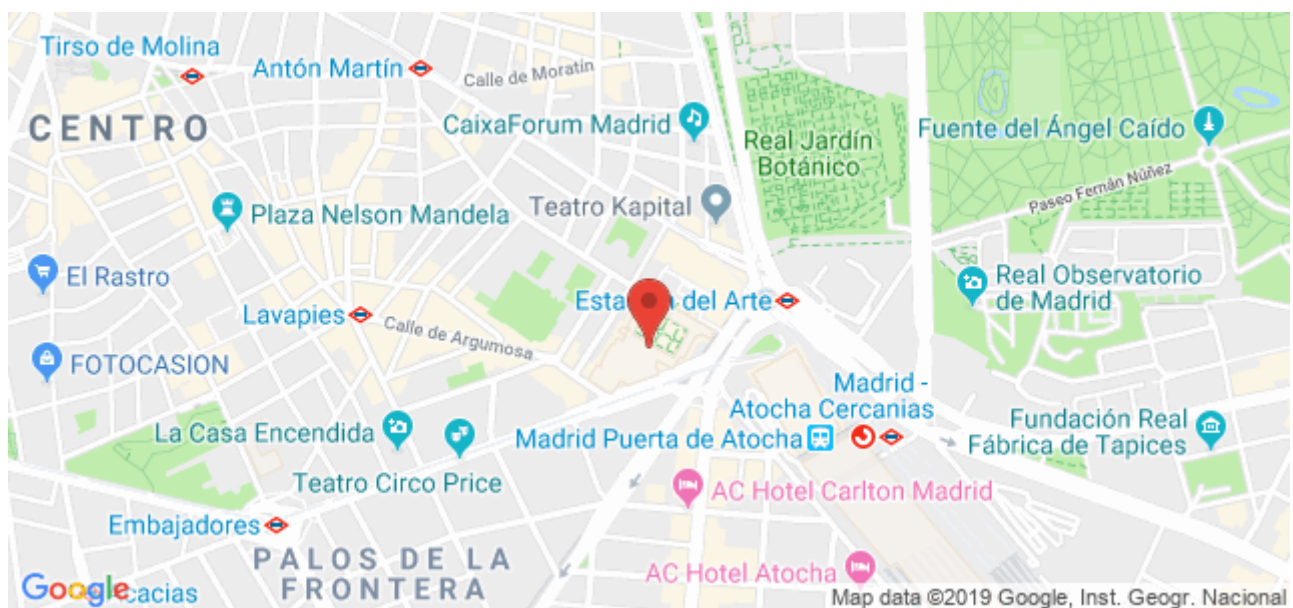 Tirso de Molina
Antón Martín
Calle de Moratín
CENTRO
CaixaForum Madrid
Real Jardín
Botánico
Fuente del Ángel Caído
Paseo Fernán Núñez
Plaza Nelson Mandela
Teatro Kapital
El Rastro
Real Observatorio
de Madrid
Lavapies
Calle de Argumosa
del Arte
FOTOCASION
Madrid -
Atocha Cercanias
La Casa Encendida
Madrid Puerta de Atocha
Fundación Real
Fábrica de Tapices
Teatro Circo Price
AC Hotel Carlton Madrid
Embajadores
PALOS DE LA
FRONTERA
AC Hotel Atocha
Google
Map data ©2019 Google, Inst. Geogr. Nacional